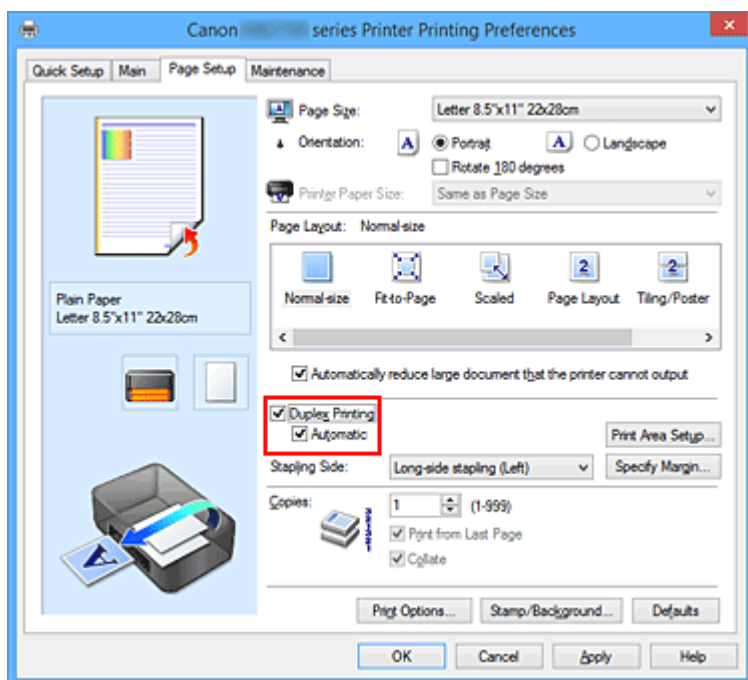 Canon series Printer Printing Preferences
Quick Setup Main Page Setup Maintenance
Page Size: Letter 8.5"x11" 22x28cm
Orientation: A Portrait A Landscape
Rotate 180 degrees
Printer Paper Size: Same as Page Size
Page Layout: Normal-size
2 2
Normal-size Fit-to-Page Scaled Page Layout Tiling/Poster
Plain Paper
Letter 8.5"x11" 22x28cm
Automatically reduce large document that the printer cannot output
Duplex Printing
Automatic
Print Area Setup...
Stapling Side: Long-side stapling (Left) Specify Margin...
Copies: 1 (1-999)
Print from Last Page
Collate
A
Print Options... Stamp/Background... Defaults
OK Cancel Apply Help